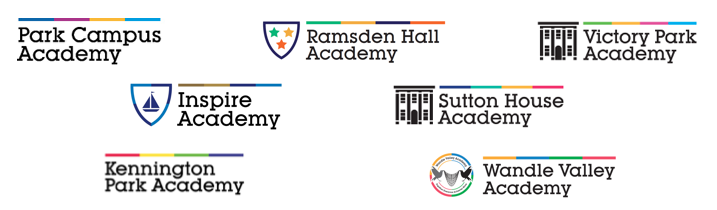 Park Campus
Academy
Ramsden Hall
Academy
Victory Park
Academy
Inspire
Academy
Sutton House
Academy
Kennington
Park Academy
Wandle Valley
Academy